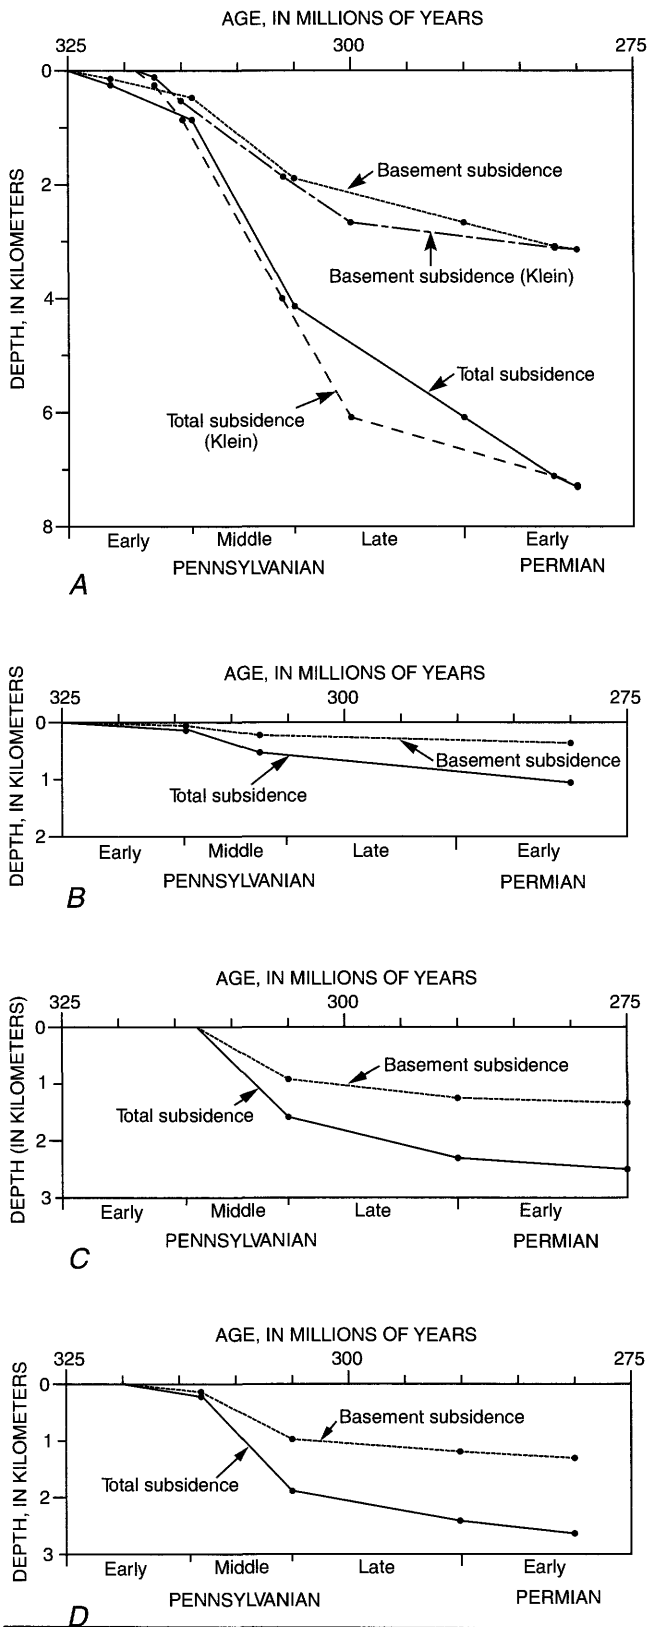 AGE, IN MILLIONS OF YEARS
325 300 275
DEPTH, IN KILOMETERS
0
2
4
6
8
Basement subsidence
Basement subsidence (Klein)
Total subsidence
Total subsidence
(Klein)
Early Middle Late Early
PENNSYLVANIAN PERMIAN
A
AGE, IN MILLIONS OF YEARS
325 300 275
DEPTH, IN KILOMETERS
0
1
2
Basement subsidence
Total subsidence
Early Middle Late Early
PENNSYLVANIAN PERMIAN
B
AGE, IN MILLIONS OF YEARS
325 300 275
DEPTH (IN KILOMETERS)
0
1
2
3
Basement subsidence
Total subsidence
Early Middle Late Early
PENNSYLVANIAN PERMIAN
C
AGE, IN MILLIONS OF YEARS
325 300 275
DEPTH, IN KILOMETERS
0
1
2
3
Basement subsidence
Total subsidence
Early Middle Late Early
PENNSYLVANIAN PERMIAN
D